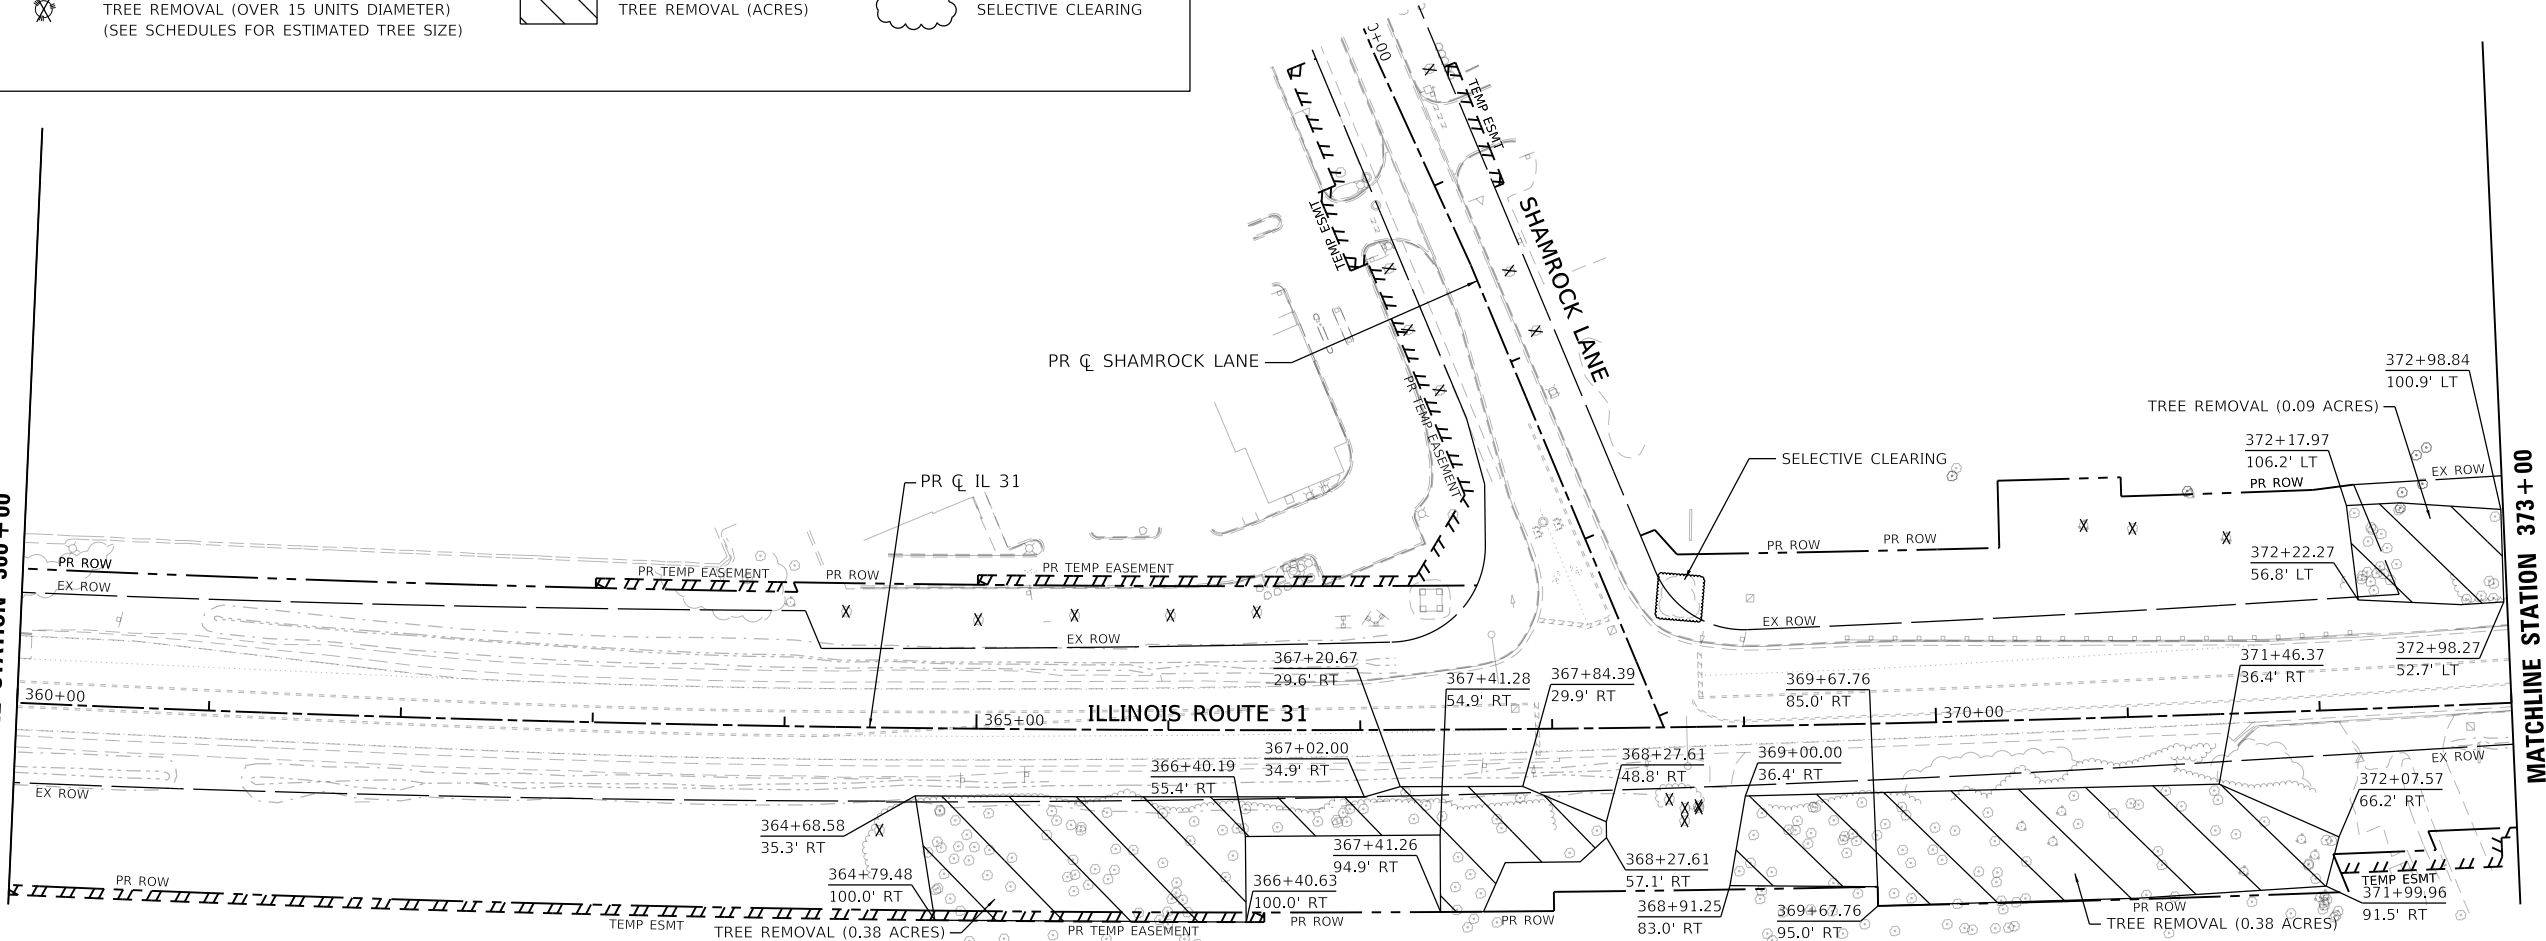 TREE REMOVAL (OVER 15 UNITS DIAMETER)
(SEE SCHEDULES FOR ESTIMATED TREE SIZE)
TREE REMOVAL (ACRES)
SELECTIVE CLEARING
TEMP ESMT
TEMP ESMT
SHAMROCK LANE
PR ℄ SHAMROCK LANE
PR TEMP EASEMENT
372+98.84
100.9' LT
TREE REMOVAL (0.09 ACRES)
372+17.97
106.2' LT
SELECTIVE CLEARING
EX ROW
PR ROW
PR ℄ IL 31
MATCHLINE STATION 373+00
PR ROW
PR ROW
372+22.27
56.8' LT
PR ROW
EX ROW
PR TEMP EASEMENT
PR ROW
PR TEMP EASEMENT
EX ROW
EX ROW
367+20.67
29.6' RT
367+41.28
54.9' RT
367+84.39
29.9' RT
369+67.76
85.0' RT
371+46.37
36.4' RT
372+98.27
52.7' LT
360+00
365+00
ILLINOIS ROUTE 31
370+00
367+02.00
34.9' RT
366+40.19
55.4' RT
368+27.61
48.8' RT
369+00.00
36.4' RT
EX ROW
372+07.57
66.2' RT
EX ROW
364+68.58
35.3' RT
367+41.26
94.9' RT
368+27.61
57.1' RT
364+79.48
100.0' RT
366+40.63
100.0' RT
PR ROW
368+91.25
83.0' RT
369+67.76
95.0' RT
TEMP ESMT
371+99.96
91.5' RT
PR ROW
PR ROW
PR ROW
TEMP ESMT
TREE REMOVAL (0.38 ACRES)
PR TEMP EASEMENT
TREE REMOVAL (0.38 ACRES)